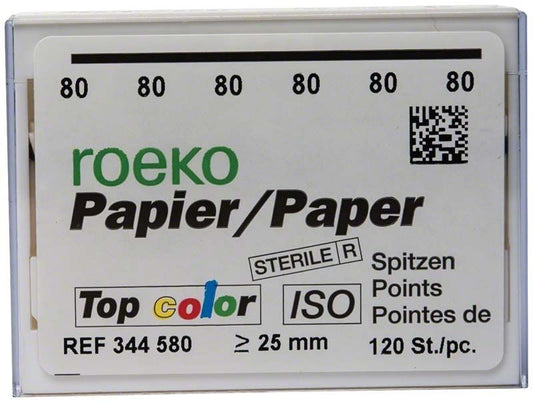 80 80 80 80 80 80
roeko
Papier/Paper
STERILE R
Spitzen
Points
Pointes de
Top color
ISO
REF 344 580
≥ 25 mm
120 St./pc.